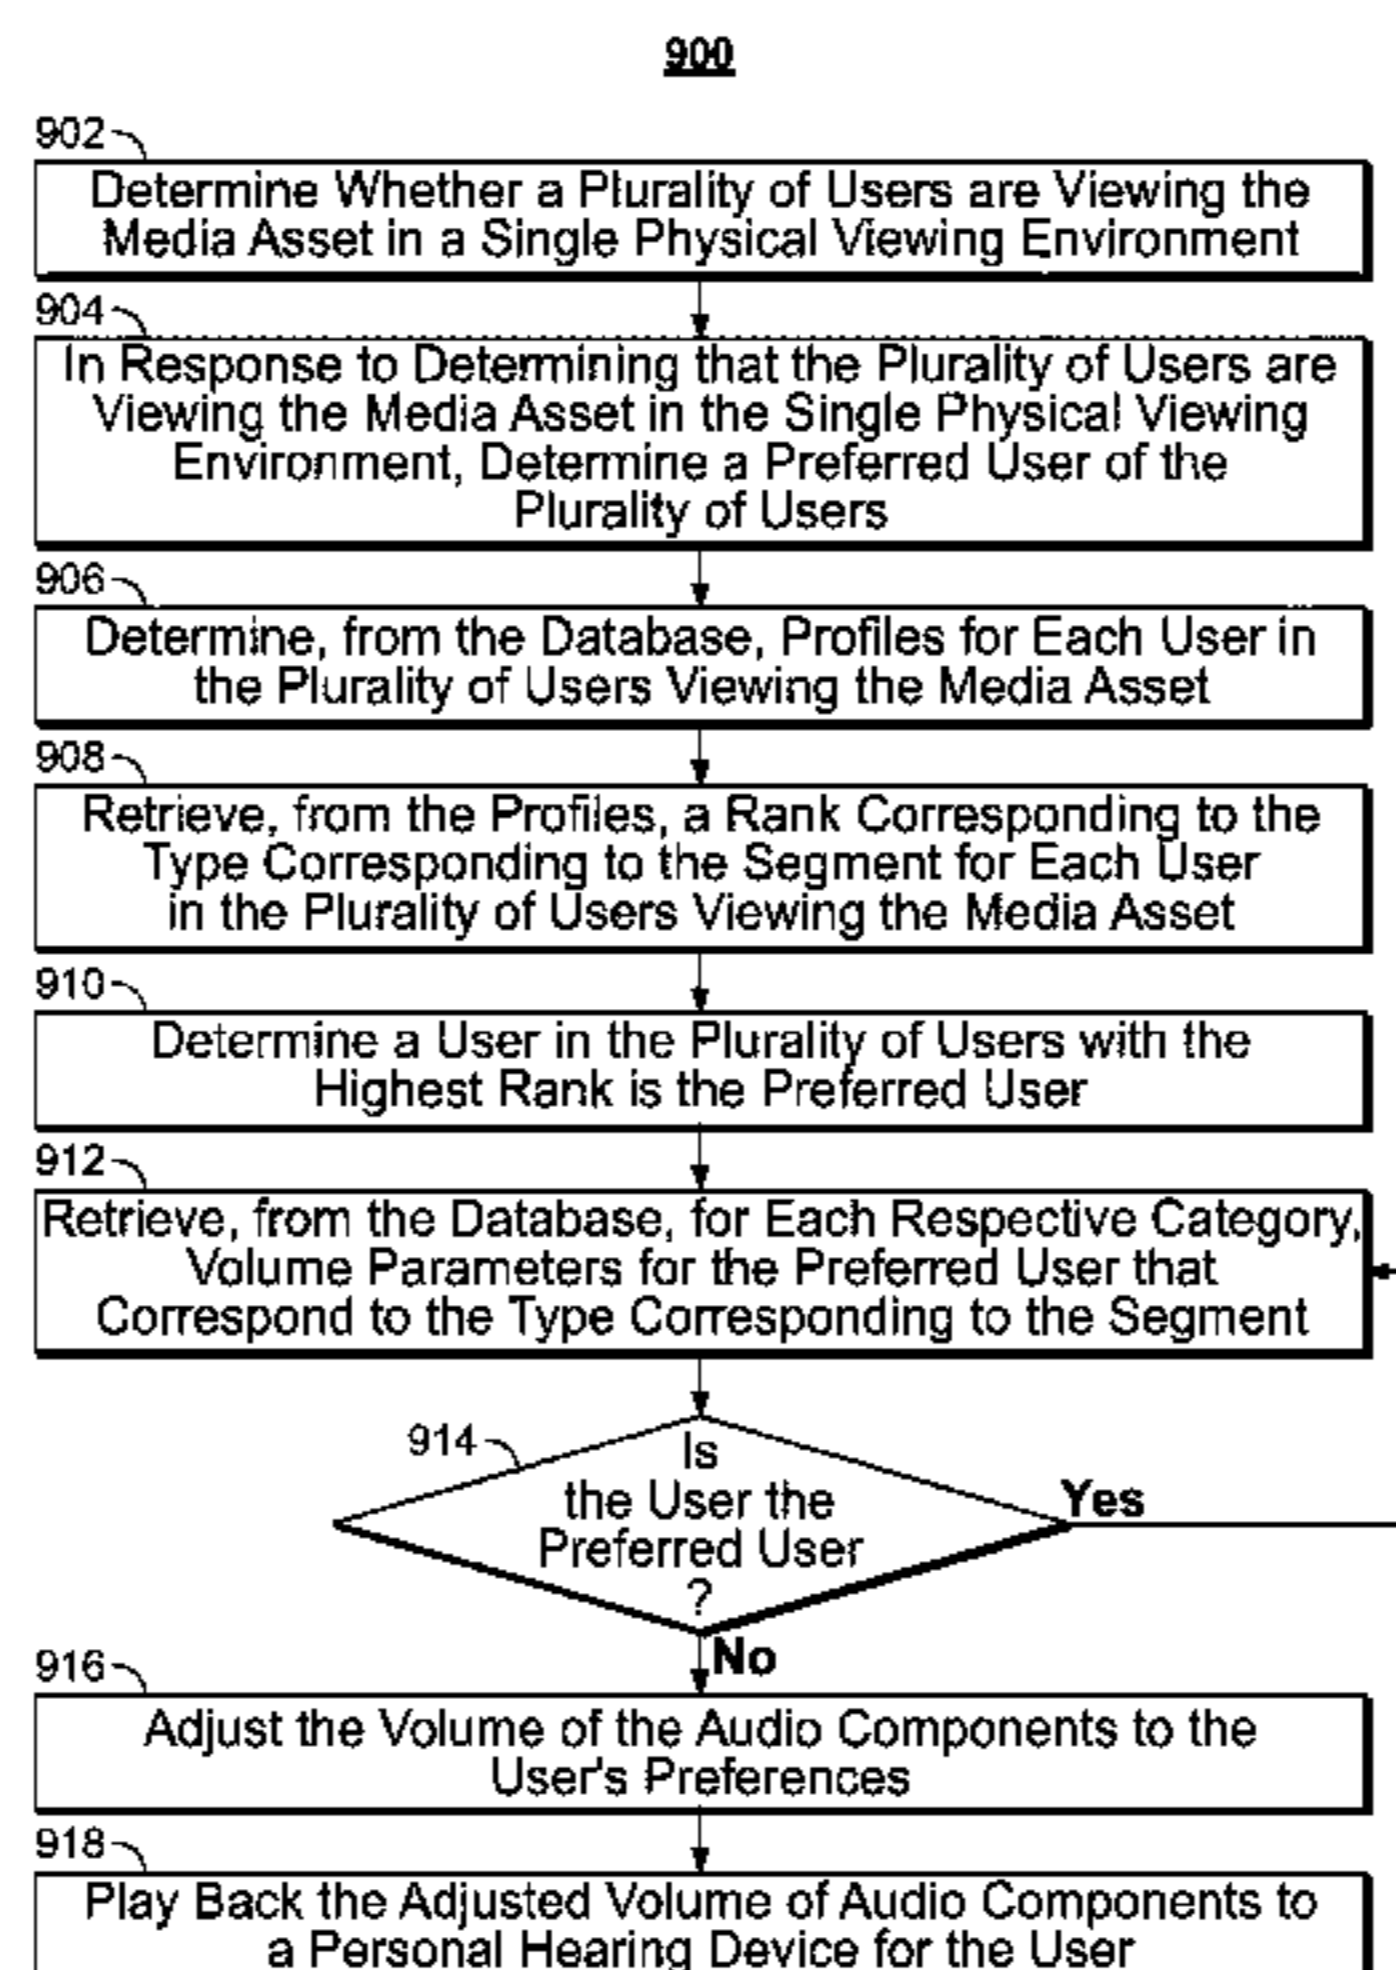 900
902
Determine Whether a Plurality of Users are Viewing the
Media Asset in a Single Physical Viewing Environment
904
In Response to Determining that the Plurality of Users are
Viewing the Media Asset in the Single Physical Viewing
Environment, Determine a Preferred User of the
Plurality of Users
906
Determine, from the Database, Profiles for Each User in
the Plurality of Users Viewing the Media Asset
908
Retrieve, from the Profiles, a Rank Corresponding to the
Type Corresponding to the Segment for Each User
in the Plurality of Users Viewing the Media Asset
910
Determine a User in the Plurality of Users with the
Highest Rank is the Preferred User
912
Retrieve, from the Database, for Each Respective Category,
Volume Parameters for the Preferred User that
Correspond to the Type Corresponding to the Segment
914
Is
the User the
Preferred User
?
Yes
No
916
Adjust the Volume of the Audio Components to the
User's Preferences
918
Play Back the Adjusted Volume of Audio Components to
a Personal Hearing Device for the User